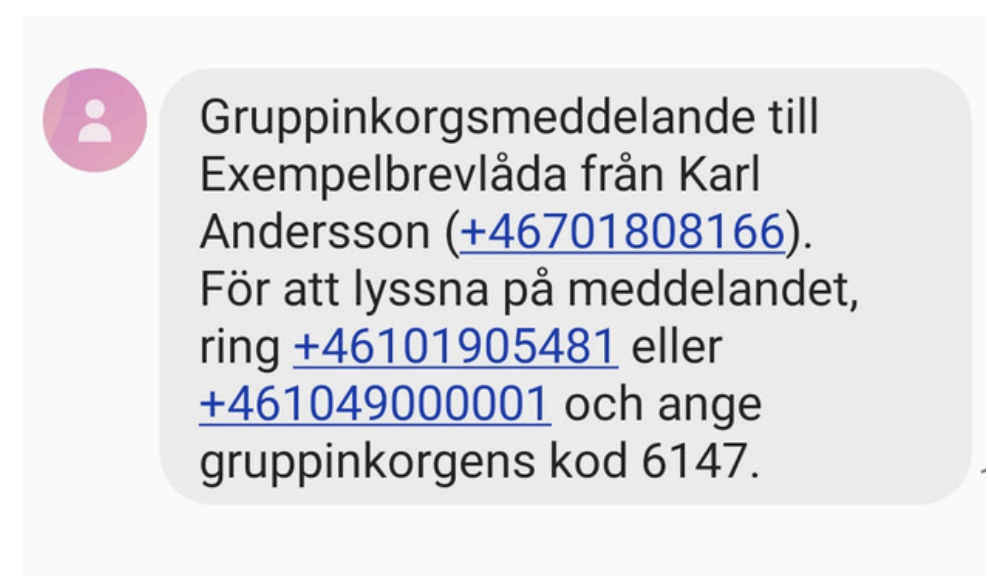 Gruppinkorgsmeddelande till
Exempelbrevlåda från Karl
Andersson (+46701808166).
För att lyssna på meddelandet,
ring +46101905481 eller
+461049000001 och ange
gruppinkorgens kod 6147.